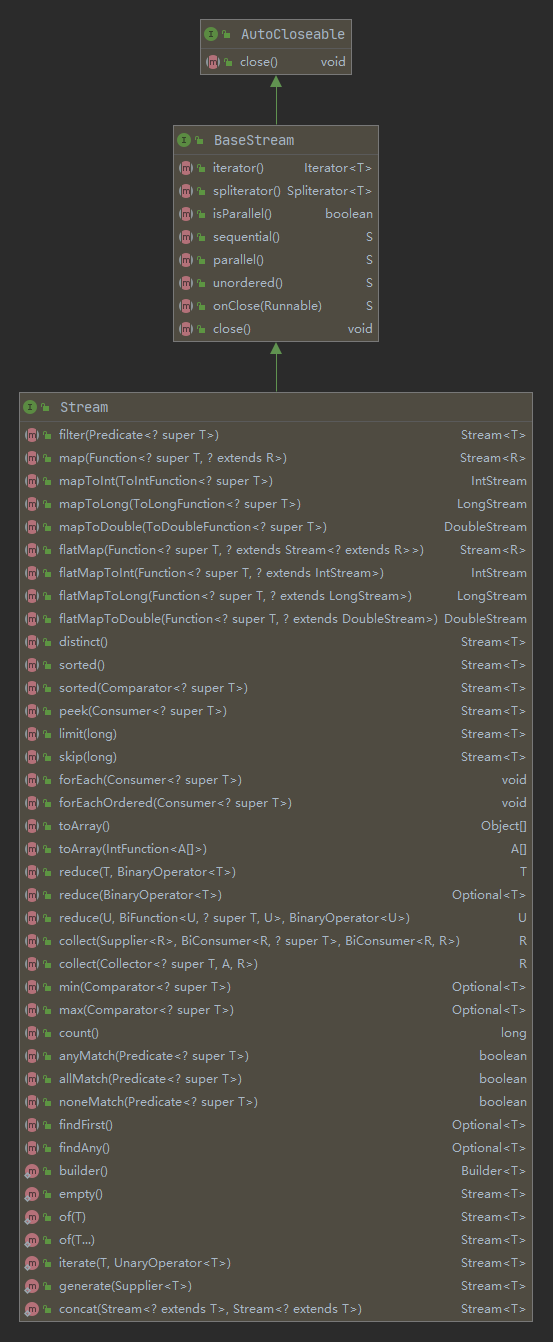 AutoCloseable
close() void
BaseStream
iterator() Iterator<T>
spliterator() Spliterator<T>
isParallel() boolean
sequential() S
parallel() S
unordered() S
onClose(Runnable) S
close() void
Stream
filter(Predicate<? super T>) Stream<T>
map(Function<? super T, ? extends R>) Stream<R>
mapToInt(ToIntFunction<? super T>) IntStream
mapToLong(ToLongFunction<? super T>) LongStream
mapToDouble(ToDoubleFunction<? super T>) DoubleStream
flatMap(Function<? super T, ? extends Stream<? extends R>>) Stream<R>
flatMapToInt(Function<? super T, ? extends IntStream>) IntStream
flatMapToLong(Function<? super T, ? extends LongStream>) LongStream
flatMapToDouble(Function<? super T, ? extends DoubleStream>) DoubleStream
distinct() Stream<T>
sorted() Stream<T>
sorted(Comparator<? super T>) Stream<T>
peek(Consumer<? super T>) Stream<T>
limit(long) Stream<T>
skip(long) Stream<T>
forEach(Consumer<? super T>) void
forEachOrdered(Consumer<? super T>) void
toArray() Object[]
toArray(IntFunction<A[]>) A[]
reduce(T, BinaryOperator<T>) T
reduce(BinaryOperator<T>) Optional<T>
reduce(U, BiFunction<U, ? super T, U>, BinaryOperator<U>) U
collect(Supplier<R>, BiConsumer<R, ? super T>, BiConsumer<R, R>) R
collect(Collector<? super T, A, R>) R
min(Comparator<? super T>) Optional<T>
max(Comparator<? super T>) Optional<T>
count() long
anyMatch(Predicate<? super T>) boolean
allMatch(Predicate<? super T>) boolean
noneMatch(Predicate<? super T>) boolean
findFirst() Optional<T>
findAny() Optional<T>
builder() Builder<T>
empty() Stream<T>
of(T) Stream<T>
of(T...) Stream<T>
iterate(T, UnaryOperator<T>) Stream<T>
generate(Supplier<T>) Stream<T>
concat(Stream<? extends T>, Stream<? extends T>) Stream<T>